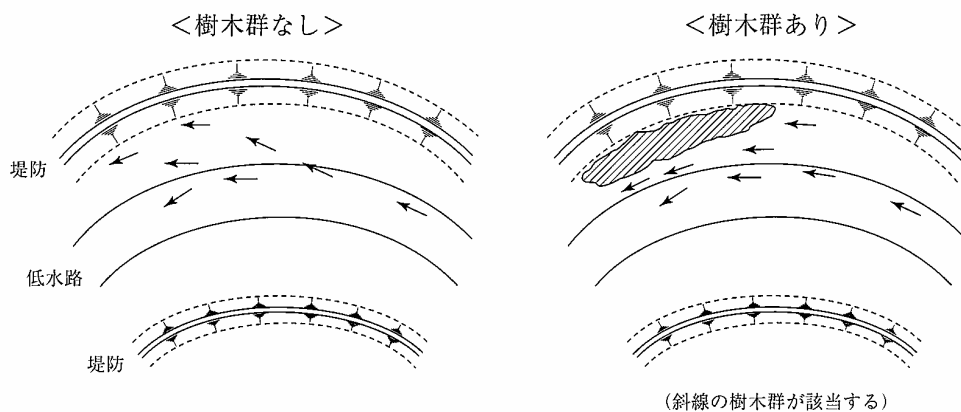 ＜樹木群なし＞
＜樹木群あり＞
堤防
低水路
堤防
（斜線の樹木群が該当する）